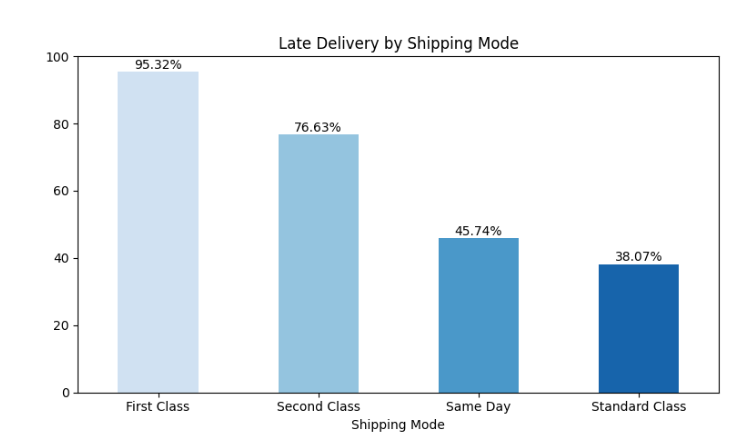 Late Delivery by Shipping Mode
100
80
60
40
20
0
95.32%
76.63%
45.74%
38.07%
First Class
Second Class
Same Day
Standard Class
Shipping Mode